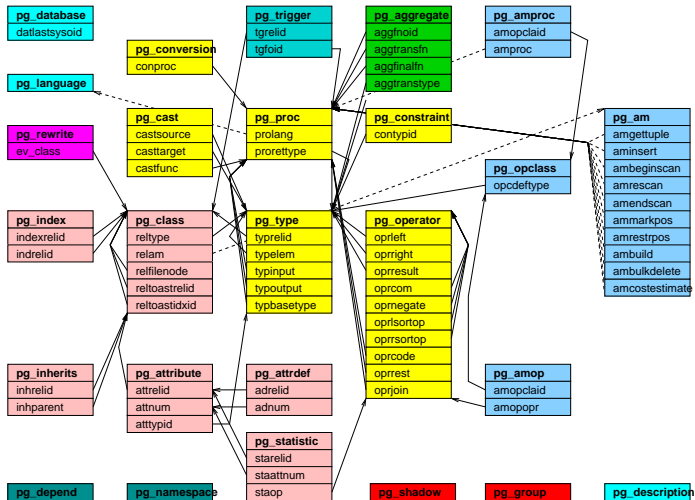 pg_database
datlastsysoid
pg_language
pg_rewrite
ev_class
pg_index
indexrelid
indrelid
pg_inherits
inhrelid
inhparent
pg_depend
pg_conversion
conproc
pg_cast
castsource
casttarget
castfunc
pg_class
reltype
relam
relfilenode
reltoastrelid
reltoastidxid
pg_attribute
attrelid
attnum
atttypid
pg_namespace
pg_trigger
tgrelid
tgfoid
pg_proc
prolang
prorettype
pg_type
typrelid
typelem
typinput
typoutput
typbasetype
pg_attrdef
adrelid
adnum
pg_statistic
starelid
staattnum
staop
pg_aggregate
aggfnoid
aggtransfn
aggfinalfn
aggtranstype
pg_constraint
contypid
pg_operator
oprleft
oprright
oprresult
oprcom
oprnegate
oprlsortop
oprrsortop
oprcode
oprrest
oprjoin
pg_shadow
pg_amproc
amopclaid
amproc
pg_opclass
opcdeftype
pg_amop
amopclaid
amopopr
pg_group
pg_am
amgettuple
aminsert
ambeginscan
amrescan
amendscan
ammarkpos
amrestrpos
ambuild
ambulkdelete
amcostestimate
pg_description